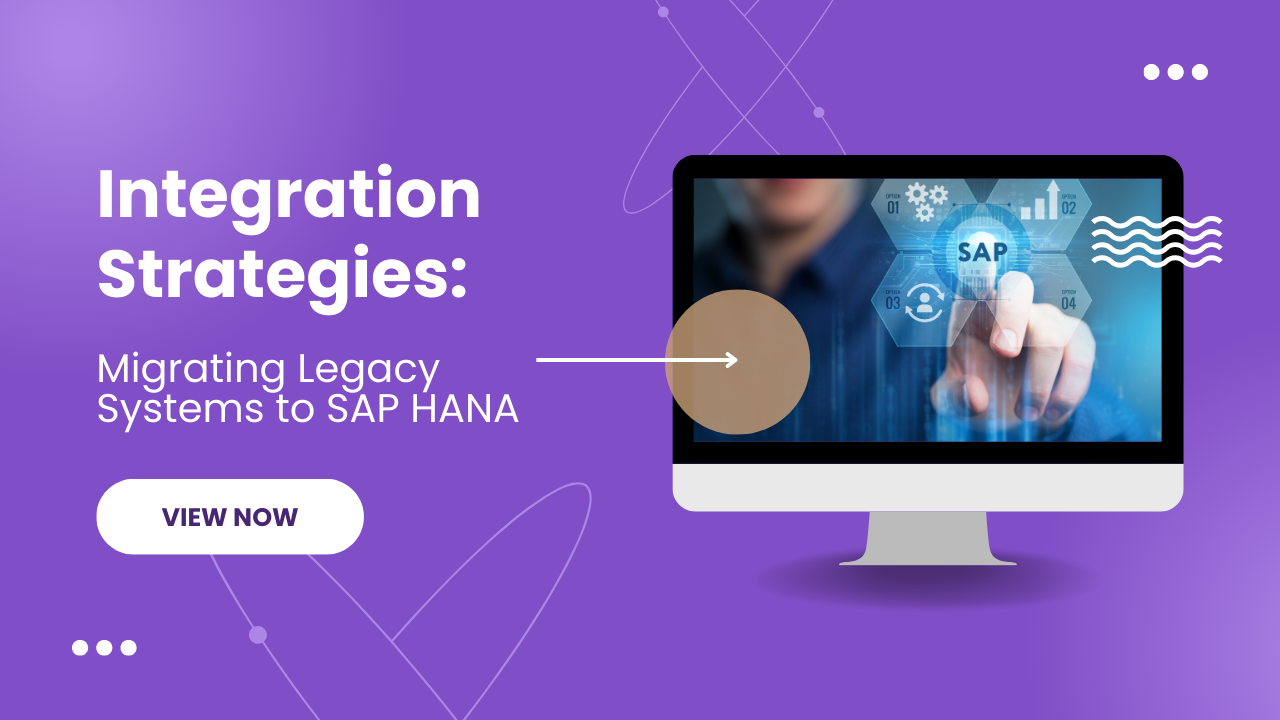 Integration
Strategies:
Migrating Legacy
Systems to SAP HANA
VIEW NOW
OPTION
01
OPTION
02
SAP
OPTION
03
OPTION
04